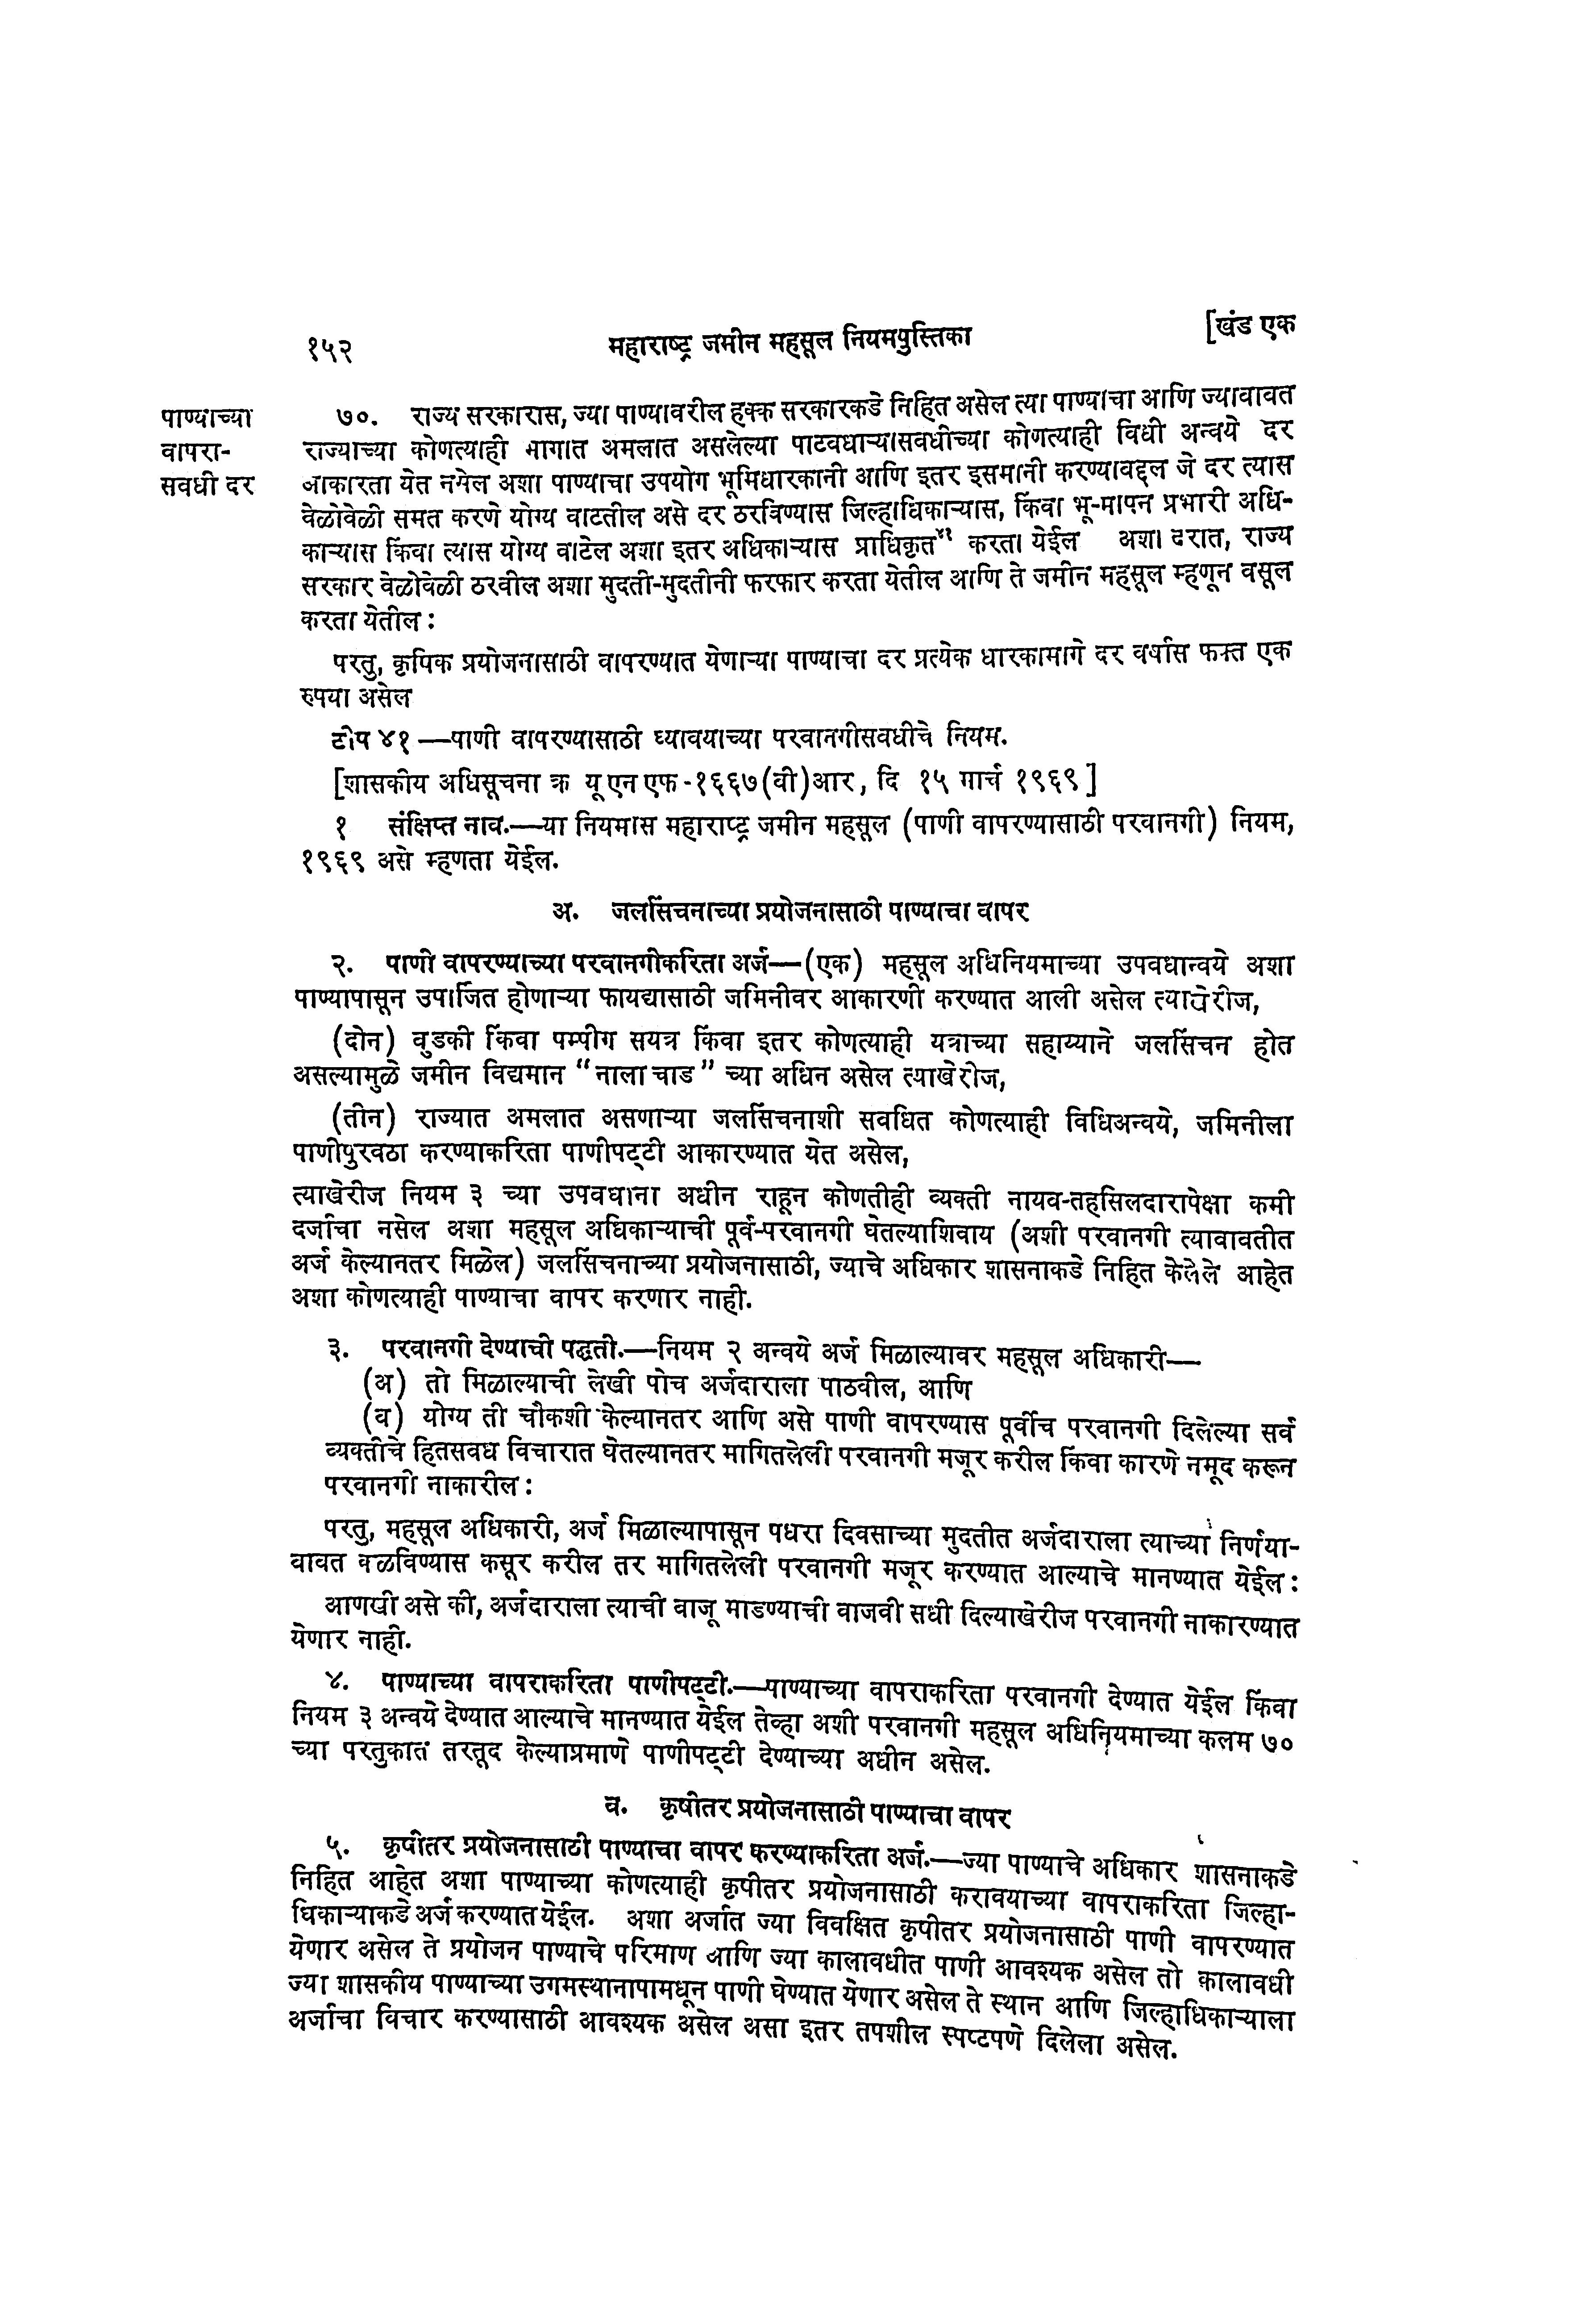 १५२
महाराष्ट्र जमीन महसूल नियमपुस्तिका
[खंड एक
पाण्याच्या
वापरा-
सवधी दर
७०. राज्य सरकारास, ज्या पाण्यावरील हक्क सरकारकडे निहित असेल त्या पाण्याचा आणि ज्यावावत
राज्याच्या कोणत्याही भागात अमलात असलेल्या पाटवधाऱ्यासवधीच्या कोणत्याही विधी अन्वये दर
आकारता येत नसेल अशा पाण्याचा उपयोग भूमिधारकानी आणि इतर इसमानी करण्यावद्दल जे दर त्यास
वेळोवेळी समत करणे योग्य वाटतील असे दर ठरविण्यास जिल्हाधिकाऱ्यास, किंवा भू-मापन प्रभारी अधि-
काऱ्यास किंवा त्यास योग्य वाटेल अशा इतर अधिकाऱ्यास प्राधिकृत४१ करता येईल अशा दरात, राज्य
सरकार वेळोवेळी ठरवील अशा मुदती-मुदतीनी फरफार करता येतील आणि ते जमीन महसूल म्हणून वसूल
करता येतील :
परतु, कृषिक प्रयोजनासाठी वापरण्यात येणाऱ्या पाण्याचा दर प्रत्येक धारकामागे दर वर्षास फक्त एक
रुपया असेल
टीप ४१ —पाणी वापरण्यासाठी घ्यावयाच्या परवानगीसवधीचे नियम.
[शासकीय अधिसूचना क्र यू एन एफ -१६६७ (वी) आर, दि १५ मार्च १९६९]
१ संक्षिप्त नाव.—या नियमास महाराष्ट्र जमीन महसूल (पाणी वापरण्यासाठी परवानगी) नियम,
१९६९ असे म्हणता येईल.
अ. जलसिंचनाच्या प्रयोजनासाठी पाण्याचा वापर
२. पाणी वापरण्याच्या परवानगीकरिता अर्ज—(एक) महसूल अधिनियमाच्या उपवधान्वये अशा
पाण्यापासून उपार्जित होणाऱ्या फायद्यासाठी जमिनीवर आकारणी करण्यात आली असेल त्याखेरीज,
(दोन) वुडकी किंवा पम्पीग सयत्र किंवा इतर कोणत्याही यत्राच्या सहाय्याने जलसिंचन होत
असल्यामुळे जमीन विद्यमान “नाला चाड” च्या अधिन असेल त्याखेरीज,
(तीन) राज्यात अमलात असणाऱ्या जलसिंचनाशी सवधित कोणत्याही विधिअन्वये, जमिनीला
पाणीपुरवठा करण्याकरिता पाणीपट्टी आकारण्यात येत असेल,
त्याखेरीज नियम ३ च्या उपवधाना अधीन राहून कोणतीही व्यक्ती नायव-तहसिलदारापेक्षा कमी
दर्जाचा नसेल अशा महसूल अधिकाऱ्याची पूर्व-परवानगी घेतल्याशिवाय (अशी परवानगी त्यावावतीत
अर्ज केल्यानतर मिळेल) जलसिंचनाच्या प्रयोजनासाठी, ज्याचे अधिकार शासनाकडे निहित केलेले आहेत
अशा कोणत्याही पाण्याचा वापर करणार नाही.
३. परवानगी देण्याची पद्धती.—नियम २ अन्वये अर्ज मिळाल्यावर महसूल अधिकारी—
(अ) तो मिळाल्याची लेखी पोच अर्जदाराला पाठवील, आणि
(व) योग्य ती चौकशी केल्यानतर आणि असे पाणी वापरण्यास पूर्वीच परवानगी दिलेल्या सर्व
व्यक्तीचे हितसवध विचारात घेतल्यानतर मागितलेली परवानगी मजूर करील किंवा कारणे नमूद करून
परवानगी नाकारील :
परतु, महसूल अधिकारी, अर्ज मिळाल्यापासून पधरा दिवसाच्या मुदतीत अर्जदाराला त्याच्या निर्णया-
वावत कळविण्यास कसूर करील तर मागितलेली परवानगी मजूर करण्यात आल्याचे मानण्यात येईल :
आणखी असे की, अर्जदाराला त्याची वाजू माडण्याची वाजवी सधी दिल्याखेरीज परवानगी नाकारण्यात
येणार नाही.
४. पाण्याच्या वापराकरिता पाणीपट्टी.—पाण्याच्या वापराकरिता परवानगी देण्यात येईल किंवा
नियम ३ अन्वये देण्यात आल्याचे मानण्यात येईल तेव्हा अशी परवानगी महसूल अधिनियमाच्या कलम ७०
च्या परतुकात तरतूद केल्याप्रमाणे पाणीपट्टी देण्याच्या अधीन असेल.
व. कृषीतर प्रयोजनासाठी पाण्याचा वापर
५. कृषीतर प्रयोजनासाठी पाण्याचा वापर करण्याकरिता अर्ज.—ज्या पाण्याचे अधिकार शासनाकडे
निहित आहेत अशा पाण्याच्या कोणत्याही कृषीतर प्रयोजनासाठी करावयाच्या वापराकरिता जिल्हा-
धिकाऱ्याकडे अर्ज करण्यात येईल. अशा अर्जात ज्या विवक्षित कृषीतर प्रयोजनासाठी पाणी वापरण्यात
येणार असेल ते प्रयोजन पाण्याचे परिमाण आणि ज्या कालावधीत पाणी आवश्यक असेल तो कालावधी
ज्या शासकीय पाण्याच्या उगमस्थानापामधून पाणी घेण्यात येणार असेल ते स्थान आणि जिल्हाधिकाऱ्याला
अर्जाचा विचार करण्यासाठी आवश्यक असेल असा इतर तपशील स्पष्टपणे दिलेला असेल.